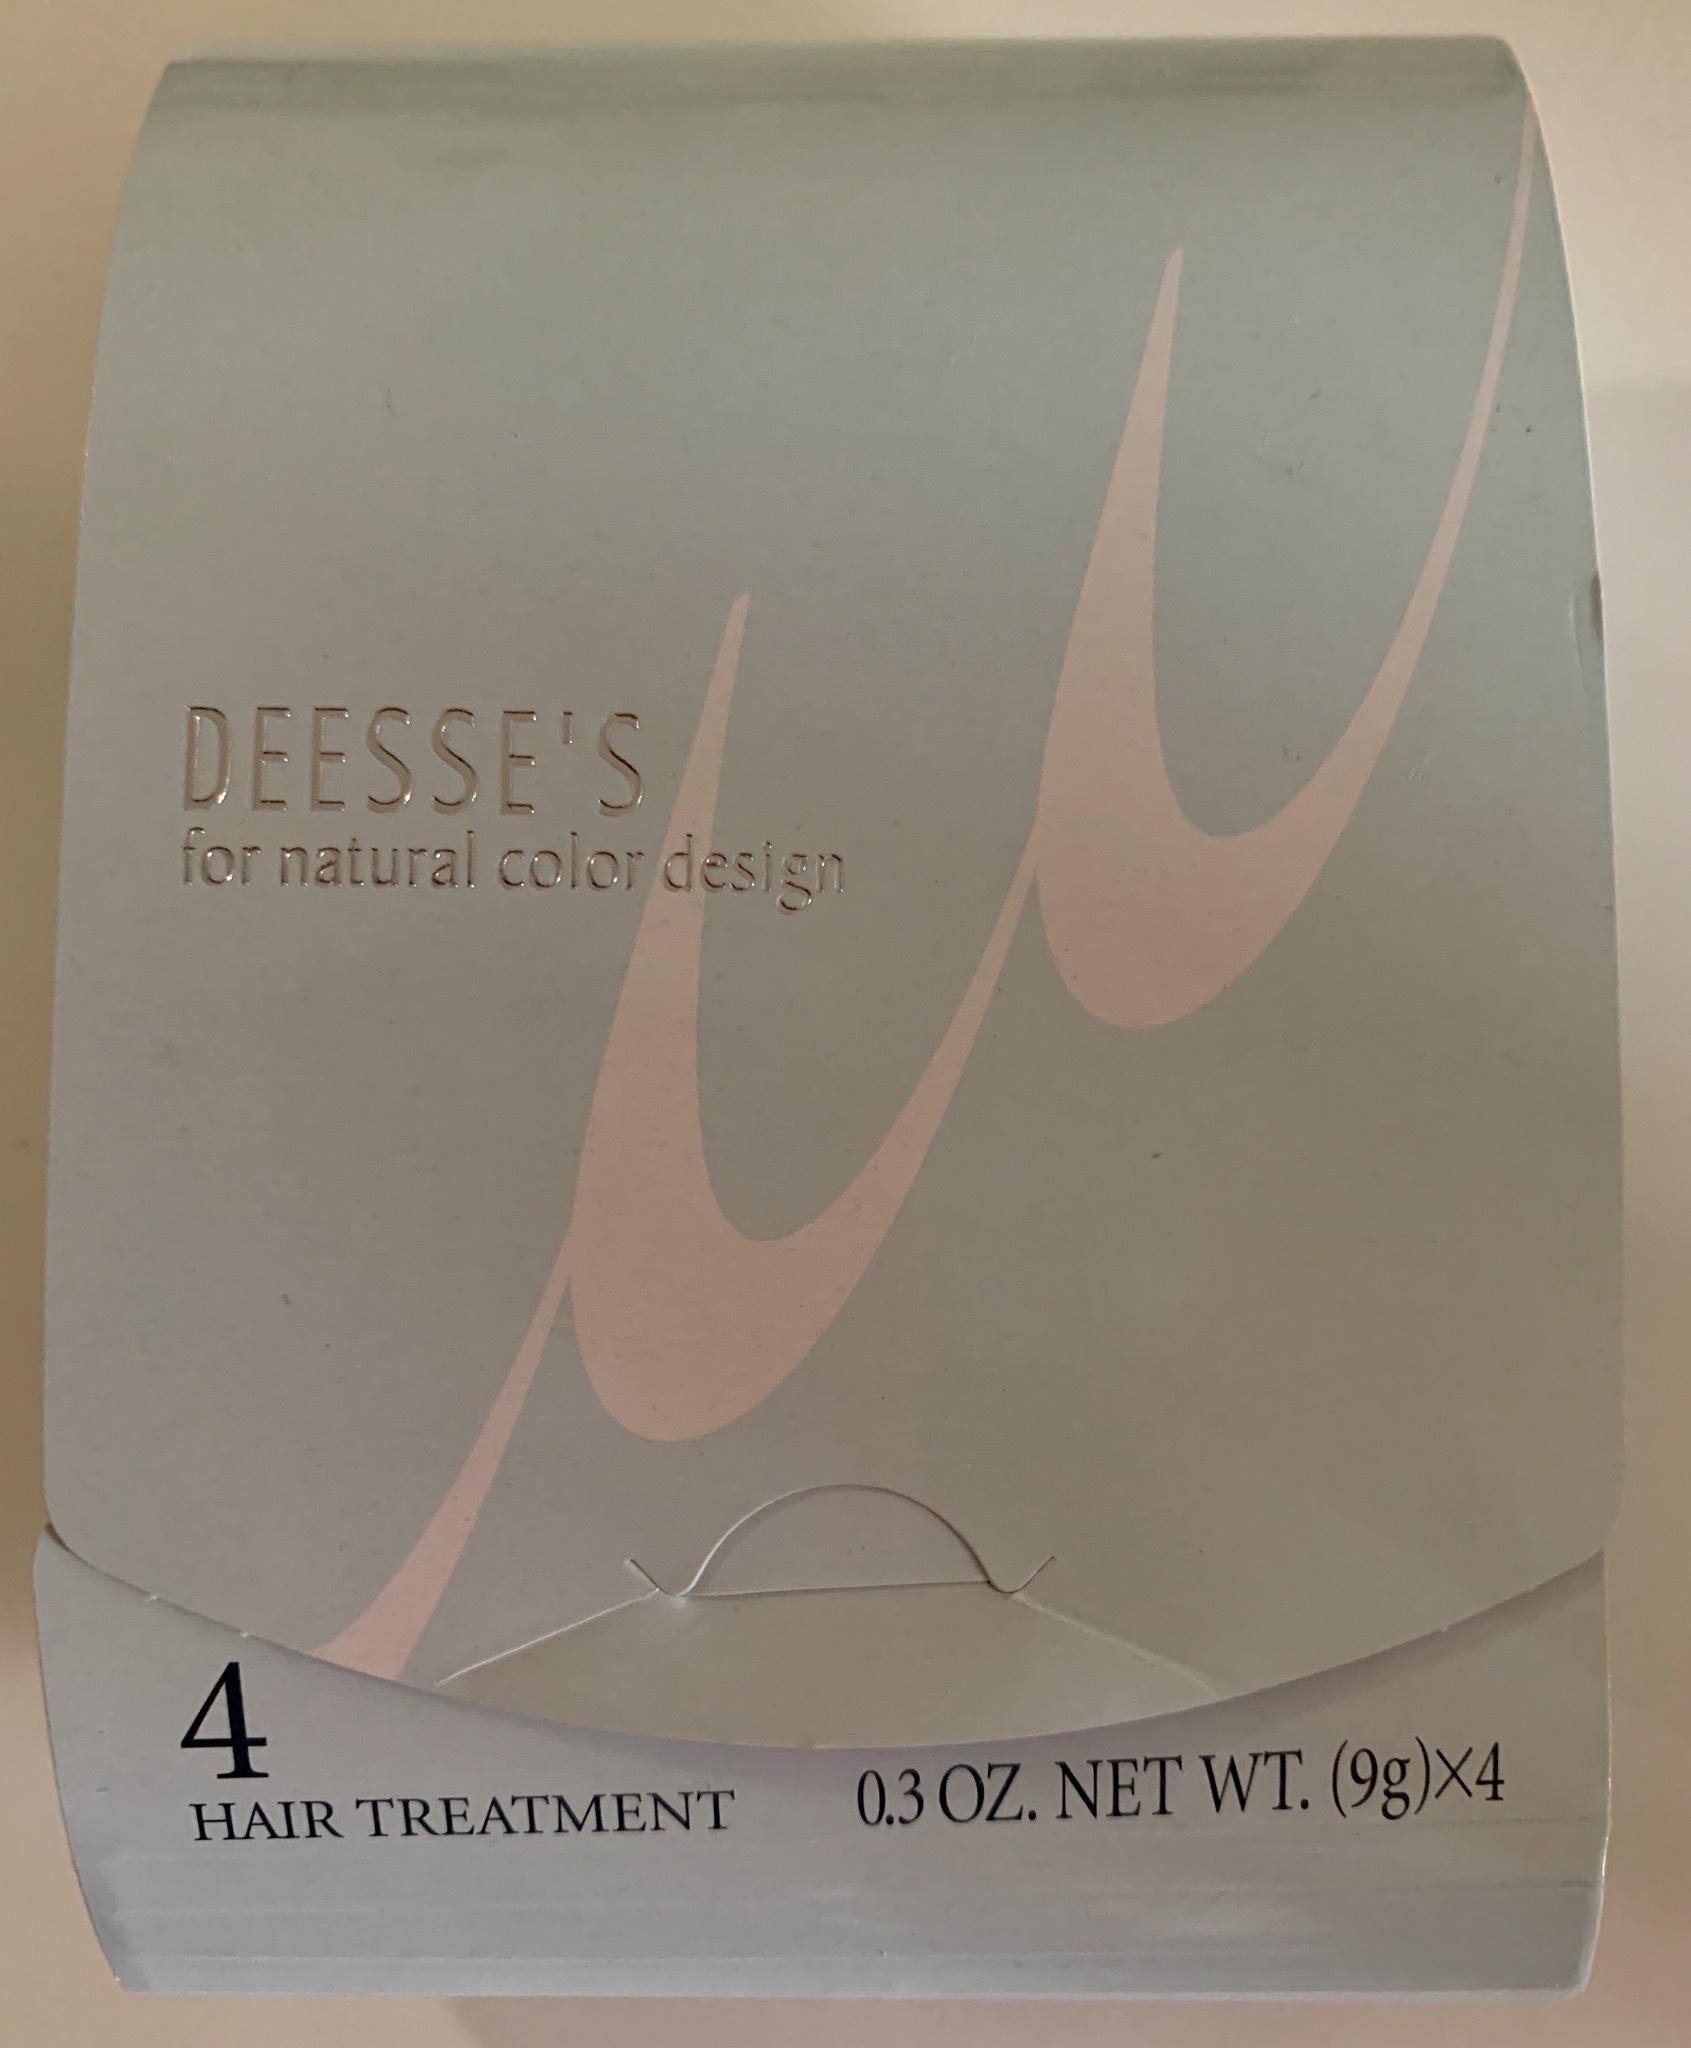 DEESSE'S
for natural color design
4
HAIR TREATMENT
0.3 OZ. NET WT. (9g)×4